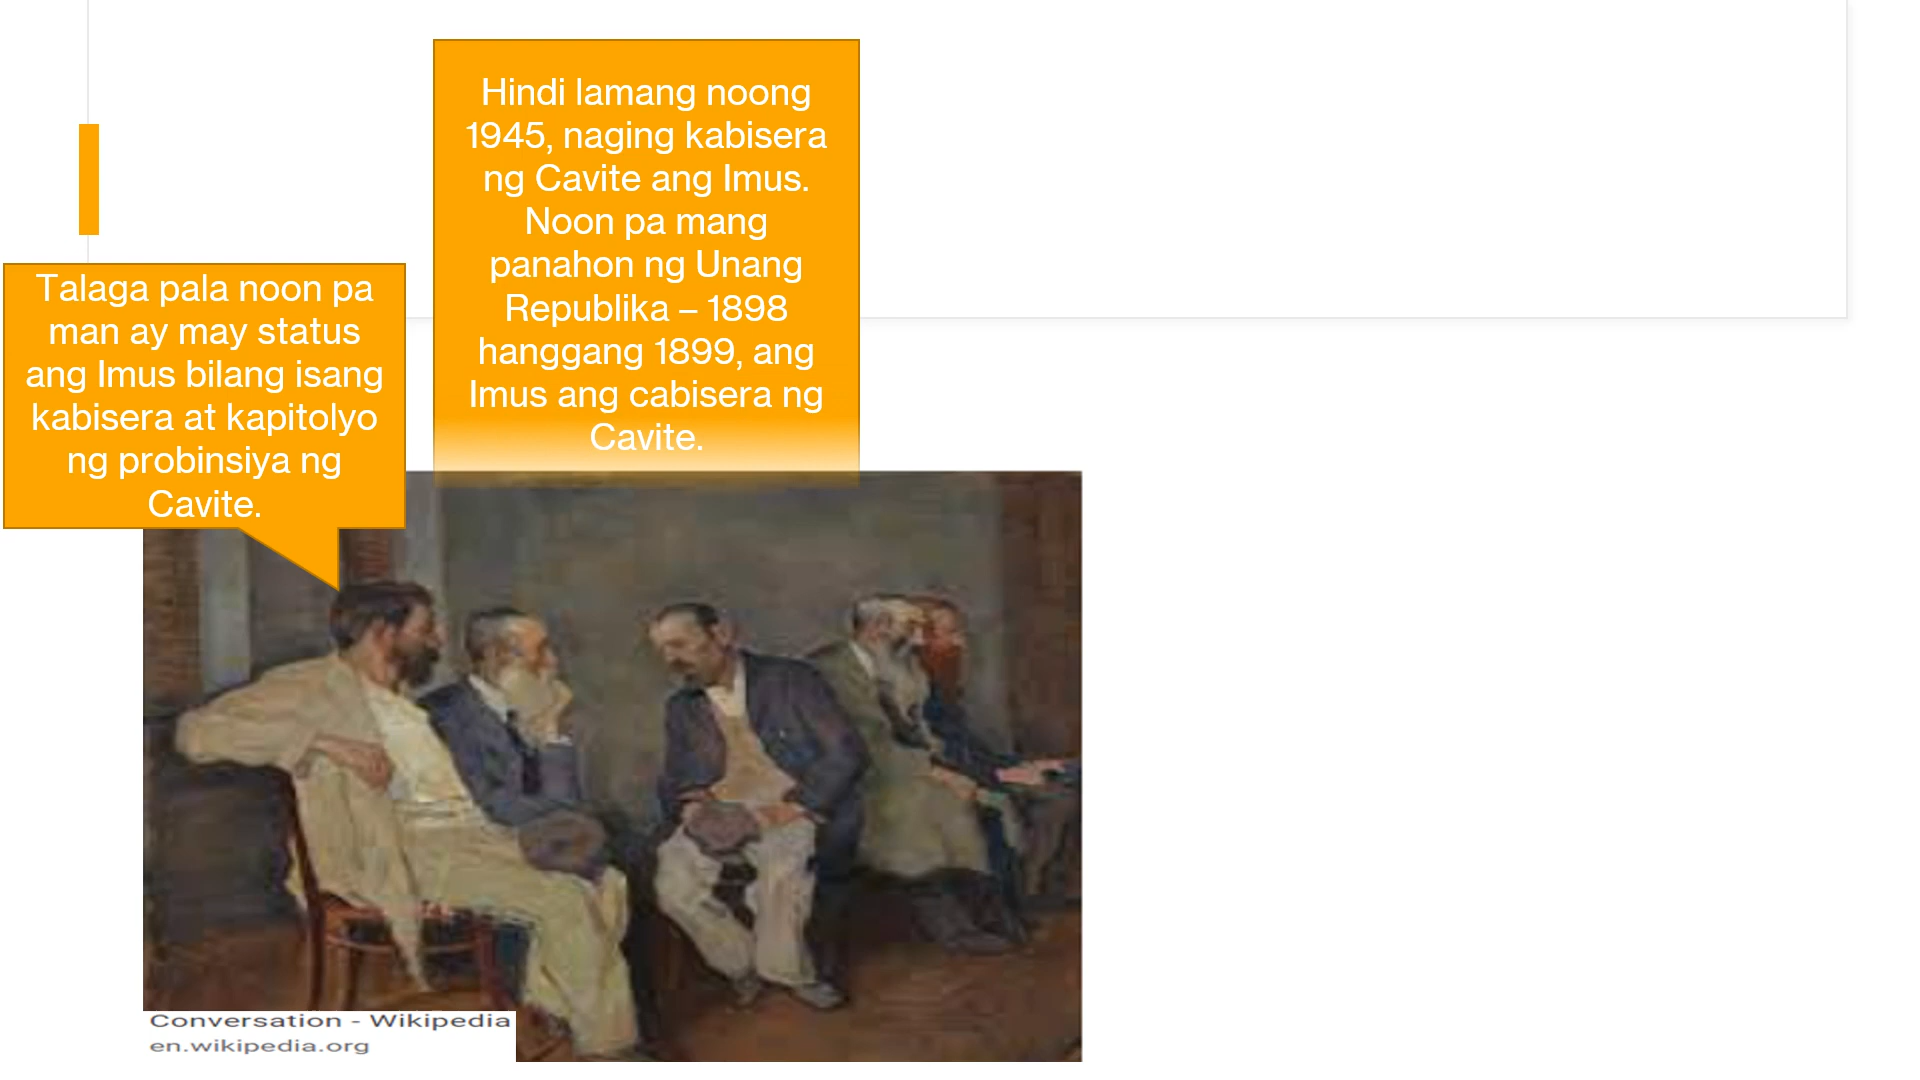 Hindi lamang noong
1945, naging kabisera
ng Cavite ang Imus.
Noon pa mang
panahon ng Unang
Republika – 1898
hanggang 1899, ang
Imus ang cabisera ng
Cavite.
Talaga pala noon pa
man ay may status
ang Imus bilang isang
kabisera at kapitolyo
ng probinsiya ng
Cavite.
Conversation - Wikipedia
en.wikipedia.org